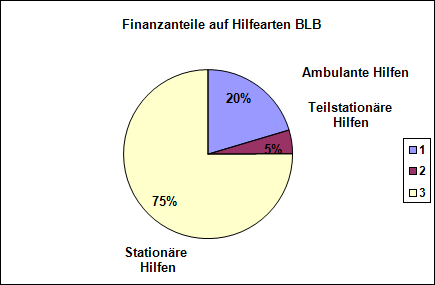 Finanzanteile auf Hilfearten BLB
Ambulante Hilfen
20%
Teilstationäre
Hilfen
5%
1
2
3
75%
Stationäre
Hilfen